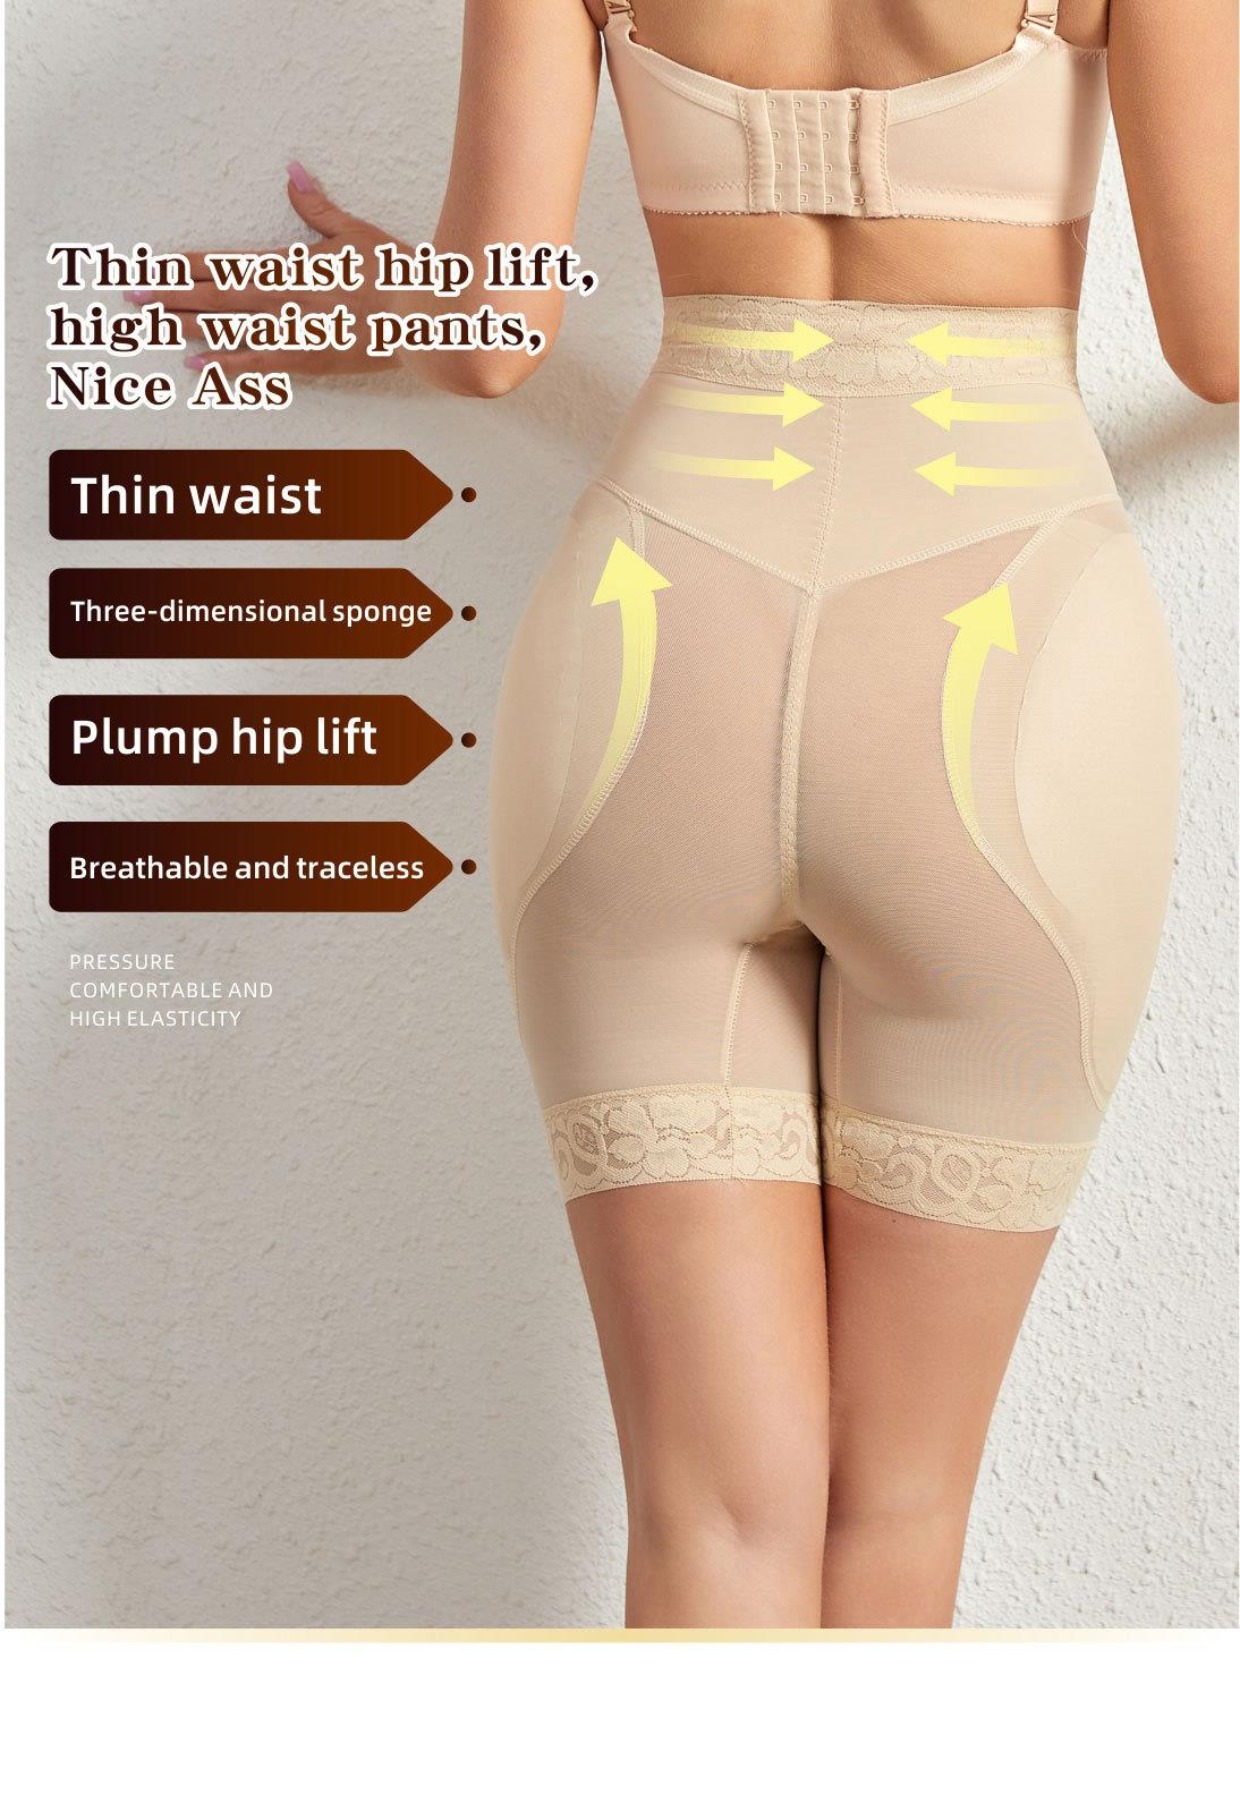 Thin waist hip lift,
high waist pants,
Nice Ass
Thin waist
Three-dimensional sponge
Plump hip lift
Breathable and traceless
PRESSURE
COMFORTABLE AND
HIGH ELASTICITY